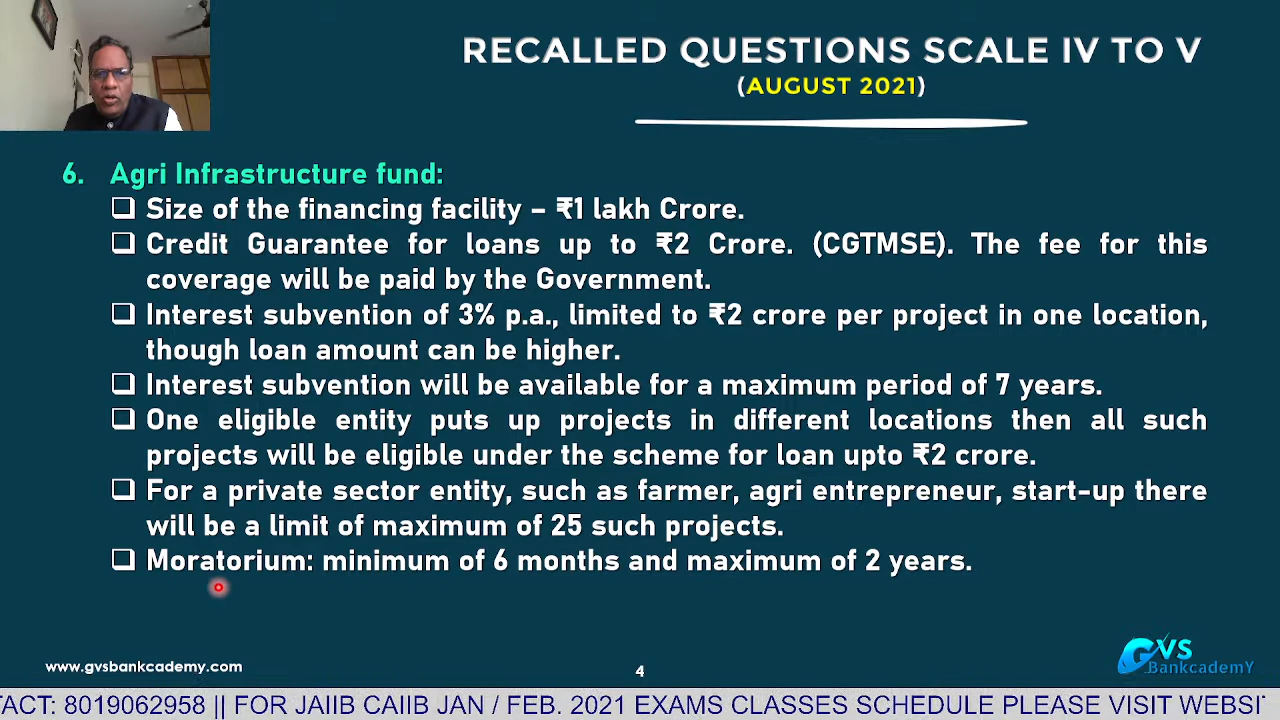 RECALLED QUESTIONS SCALE IV TO V
(AUGUST 2021)
6. Agri Infrastructure fund:
❑ Size of the financing facility – ₹1 lakh Crore.
❑ Credit Guarantee for loans up to ₹2 Crore. (CGTMSE). The fee for this
coverage will be paid by the Government.
❑ Interest subvention of 3% p.a., limited to ₹2 crore per project in one location,
though loan amount can be higher.
❑ Interest subvention will be available for a maximum period of 7 years.
❑ One eligible entity puts up projects in different locations then all such
projects will be eligible under the scheme for loan upto ₹2 crore.
❑ For a private sector entity, such as farmer, agri entrepreneur, start-up there
will be a limit of maximum of 25 such projects.
❑ Moratorium: minimum of 6 months and maximum of 2 years.
www.gvsbankcademy.com
4
GVS
BankcademY
TACT: 8019062958 || FOR JAIIB CAIIB JAN / FEB. 2021 EXAMS CLASSES SCHEDULE PLEASE VISIT WEBSI